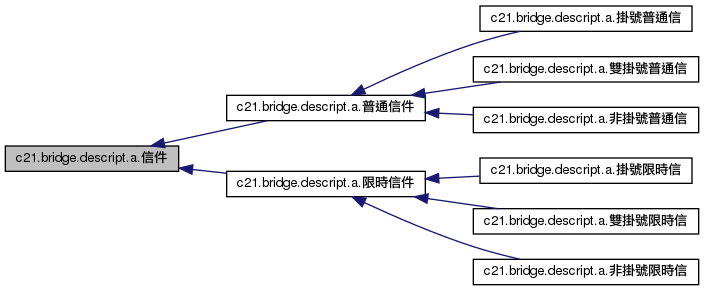 c21.bridge.descript.a.信件
c21.bridge.descript.a.普通信件
c21.bridge.descript.a.限時信件
c21.bridge.descript.a.掛號普通信
c21.bridge.descript.a.雙掛號普通信
c21.bridge.descript.a.非掛號普通信
c21.bridge.descript.a.掛號限時信
c21.bridge.descript.a.雙掛號限時信
c21.bridge.descript.a.非掛號限時信